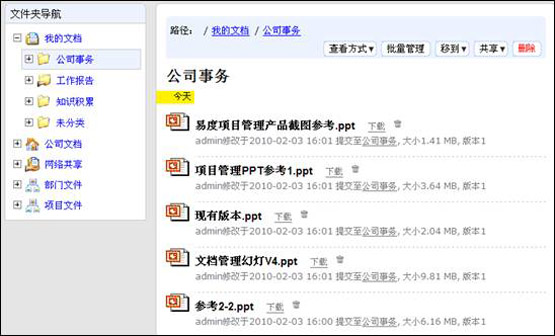 文件夹导航
我的文档
公司事务
工作报告
知识积累
未分类
公司文档
网络共享
部门文件
项目文件
路径： / 我的文档 / 公司事务
查看方式▾ 批量管理 移到▾ 共享▾ 删除
公司事务
今天
易度项目管理产品截图参考.ppt 下载
admin修改于2010-02-03 16:01 提交至公司事务, 大小1.41 MB, 版本1
项目管理PPT参考1.ppt 下载
admin修改于2010-02-03 16:01 提交至公司事务, 大小3.64 MB, 版本1
现有版本.ppt 下载
admin修改于2010-02-03 16:01 提交至公司事务, 大小2.04 MB, 版本1
文档管理幻灯V4.ppt 下载
admin修改于2010-02-03 16:01 提交至公司事务, 大小9.81 MB, 版本1
参考2-2.ppt 下载
admin修改于2010-02-03 16:00 提交至公司事务, 大小6.16 MB, 版本1